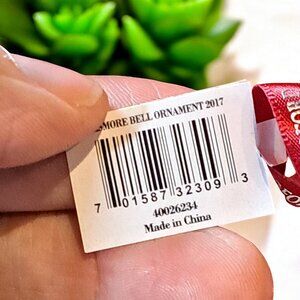 SMORE BELL ORNAMENT 2017
7 01587 32309 3
40026234
Made in China